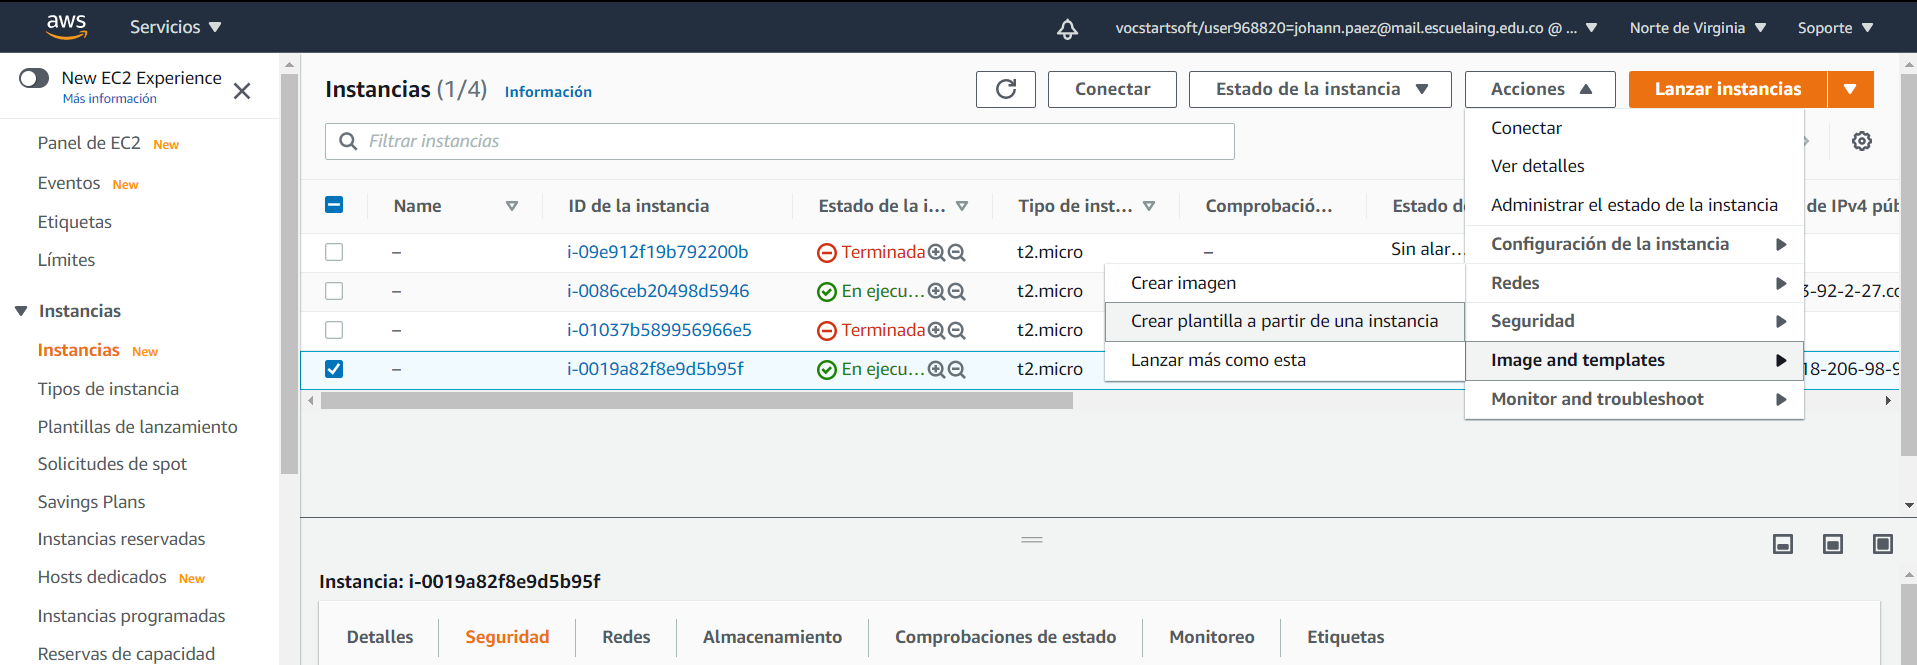 aws
Servicios
vocstartsoft/user968820=johann.paez@mail.escuelaing.edu.co @ ...
Norte de Virginia
Soporte
New EC2 Experience
Más información
Panel de EC2 New
Eventos New
Etiquetas
Límites
Instancias
Instancias New
Tipos de instancia
Plantillas de lanzamiento
Solicitudes de spot
Savings Plans
Instancias reservadas
Hosts dedicados New
Instancias programadas
Reservas de capacidad
Instancias (1/4) Información
Conectar
Estado de la instancia
Acciones
Lanzar instancias
Filtrar instancias
Name ID de la instancia Estado de la i... Tipo de inst... Comprobació... Estado de IPv4 púb
– i-09e912f19b792200b Terminada t2.micro – Sin alar...
– i-0086ceb20498d5946 En ejecu... t2.micro 3-92-2-27.co
– i-01037b589956966e5 Terminada t2.micro
– i-0019a82f8e9d5b95f En ejecu... t2.micro 18-206-98-9
Conectar
Ver detalles
Administrar el estado de la instancia
Configuración de la instancia
Redes
Seguridad
Image and templates
Monitor and troubleshoot
Crear imagen
Crear plantilla a partir de una instancia
Lanzar más como esta
Instancia: i-0019a82f8e9d5b95f
Detalles
Seguridad
Redes
Almacenamiento
Comprobaciones de estado
Monitoreo
Etiquetas